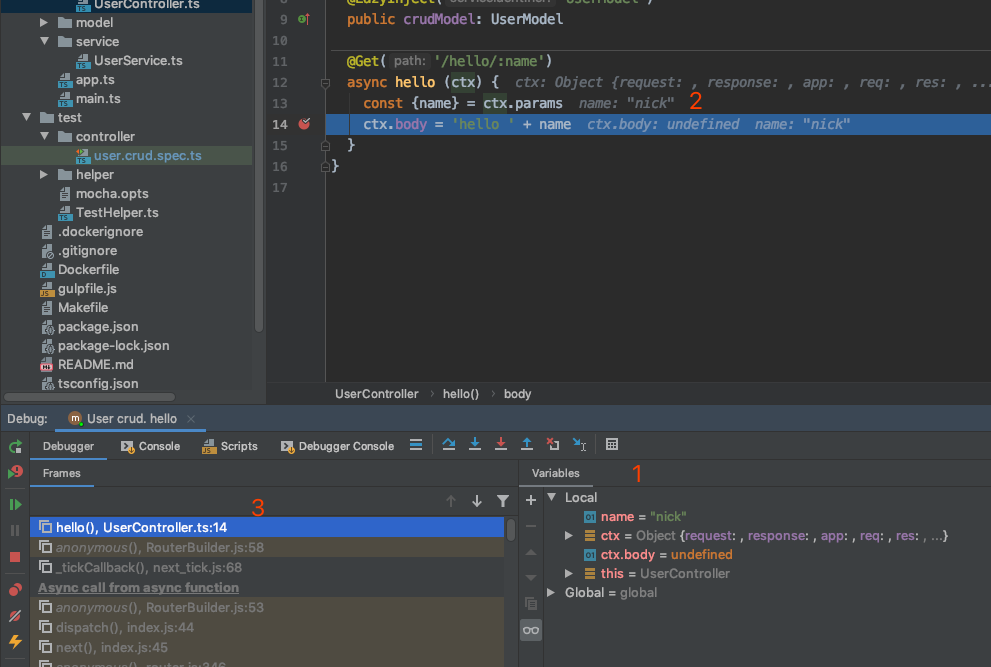 UserController.ts
model
service
UserService.ts
app.ts
main.ts
test
controller
user.crud.spec.ts
helper
mocha.opts
TestHelper.ts
.dockerignore
.gitignore
Dockerfile
gulpfile.js
Makefile
package.json
package-lock.json
README.md
tsconfig.json
9 public crudModel: UserModel
10
11 @Get( path: '/hello/:name')
12 async hello (ctx) { ctx: Object {request: , response: , app: , req: , res: , ...
13 const {name} = ctx.params name: "nick" 2
14 ctx.body = 'hello ' + name ctx.body: undefined name: "nick"
15 }
16 }
17
UserController › hello() › body
Debug: User crud. hello ×
Debugger Console Scripts Debugger Console
Frames
3
hello(), UserController.ts:14
anonymous(), RouterBuilder.js:58
_tickCallback(), next_tick.js:68
Async call from async function
anonymous(), RouterBuilder.js:53
dispatch(), index.js:44
next(), index.js:45
Variables 1
Local
name = "nick"
ctx = Object {request: , response: , app: , req: , res: , ...}
ctx.body = undefined
this = UserController
Global = global